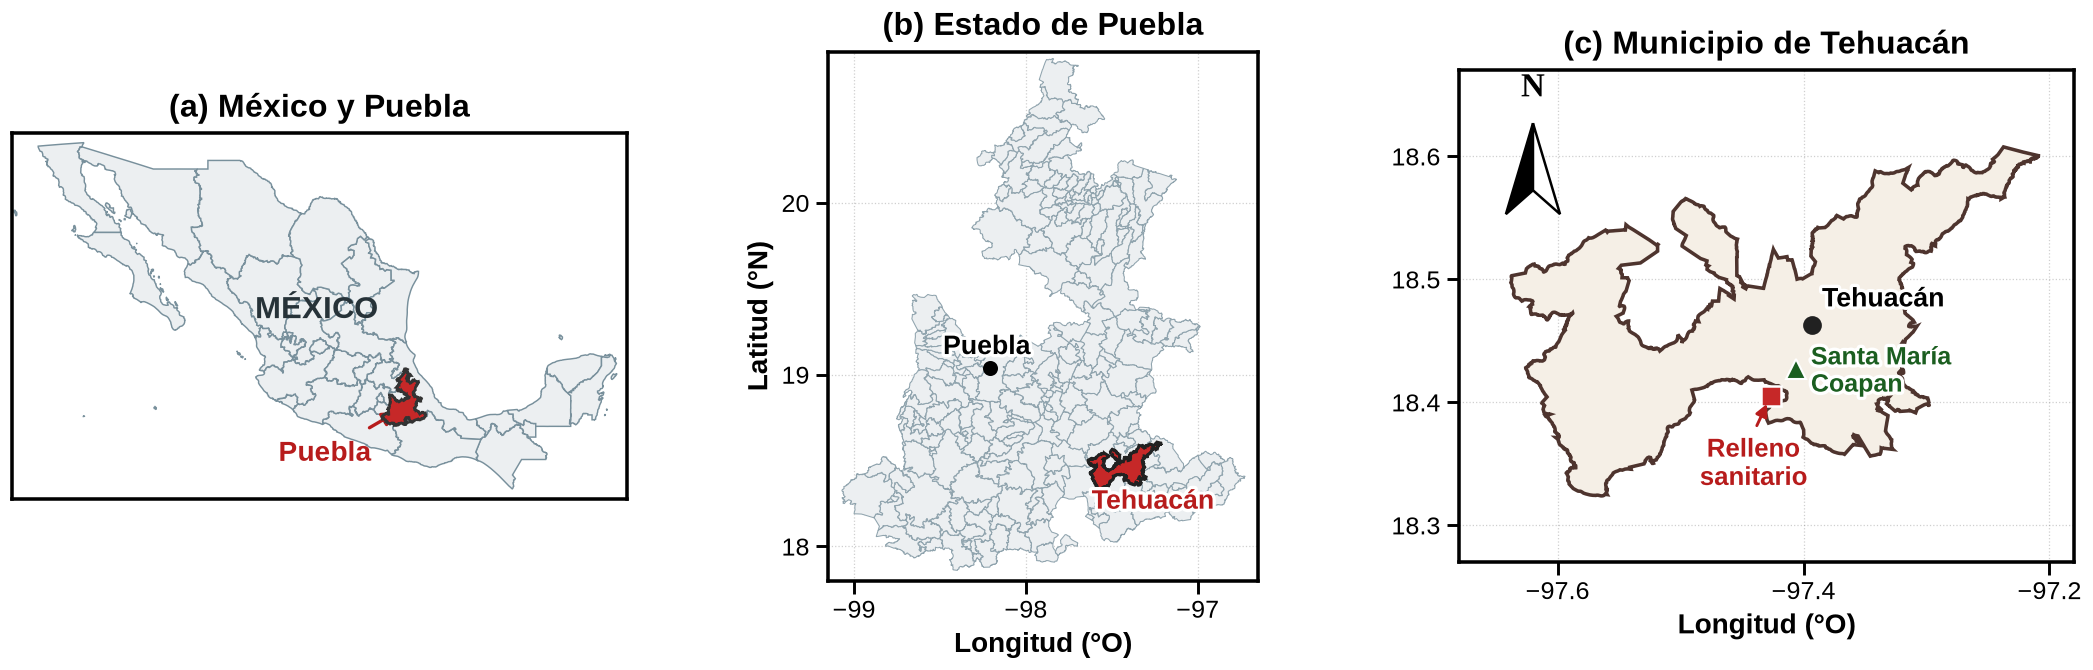 (a) México y Puebla
MÉXICO
Puebla
(b) Estado de Puebla
Latitud (°N)
20
19
18
Puebla
Tehuacán
−99
−98
−97
Longitud (°O)
(c) Municipio de Tehuacán
N
18.6
18.5
18.4
18.3
Tehuacán
Santa María
Coapan
Relleno
sanitario
−97.6
−97.4
−97.2
Longitud (°O)